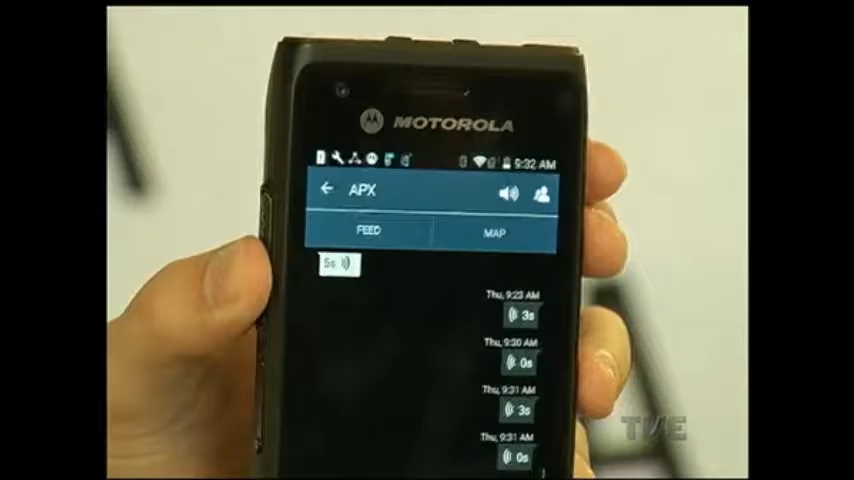 MOTOROLA
9:32 AM
APX
FEED
MAP
5s
Thu, 9:23 AM
3s
Thu, 9:30 AM
0s
Thu, 9:31 AM
3s
Thu, 9:31 AM
0s